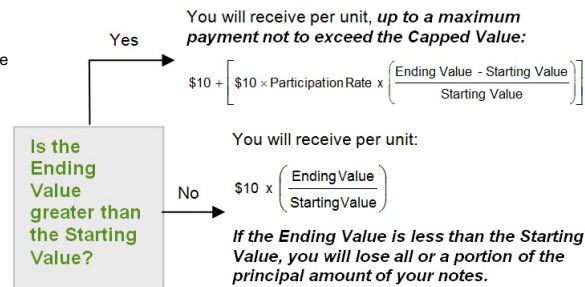 e
Yes
You will receive per unit, up to a maximum
payment not to exceed the Capped Value:
$10 + [ $10 × Participation Rate x ( Ending Value - Starting Value / Starting Value ) ]
Is the
Ending
Value
greater than
the Starting
Value?
No
You will receive per unit:
$10 x ( Ending Value / Starting Value )
If the Ending Value is less than the Starting
Value, you will lose all or a portion of the
principal amount of your notes.